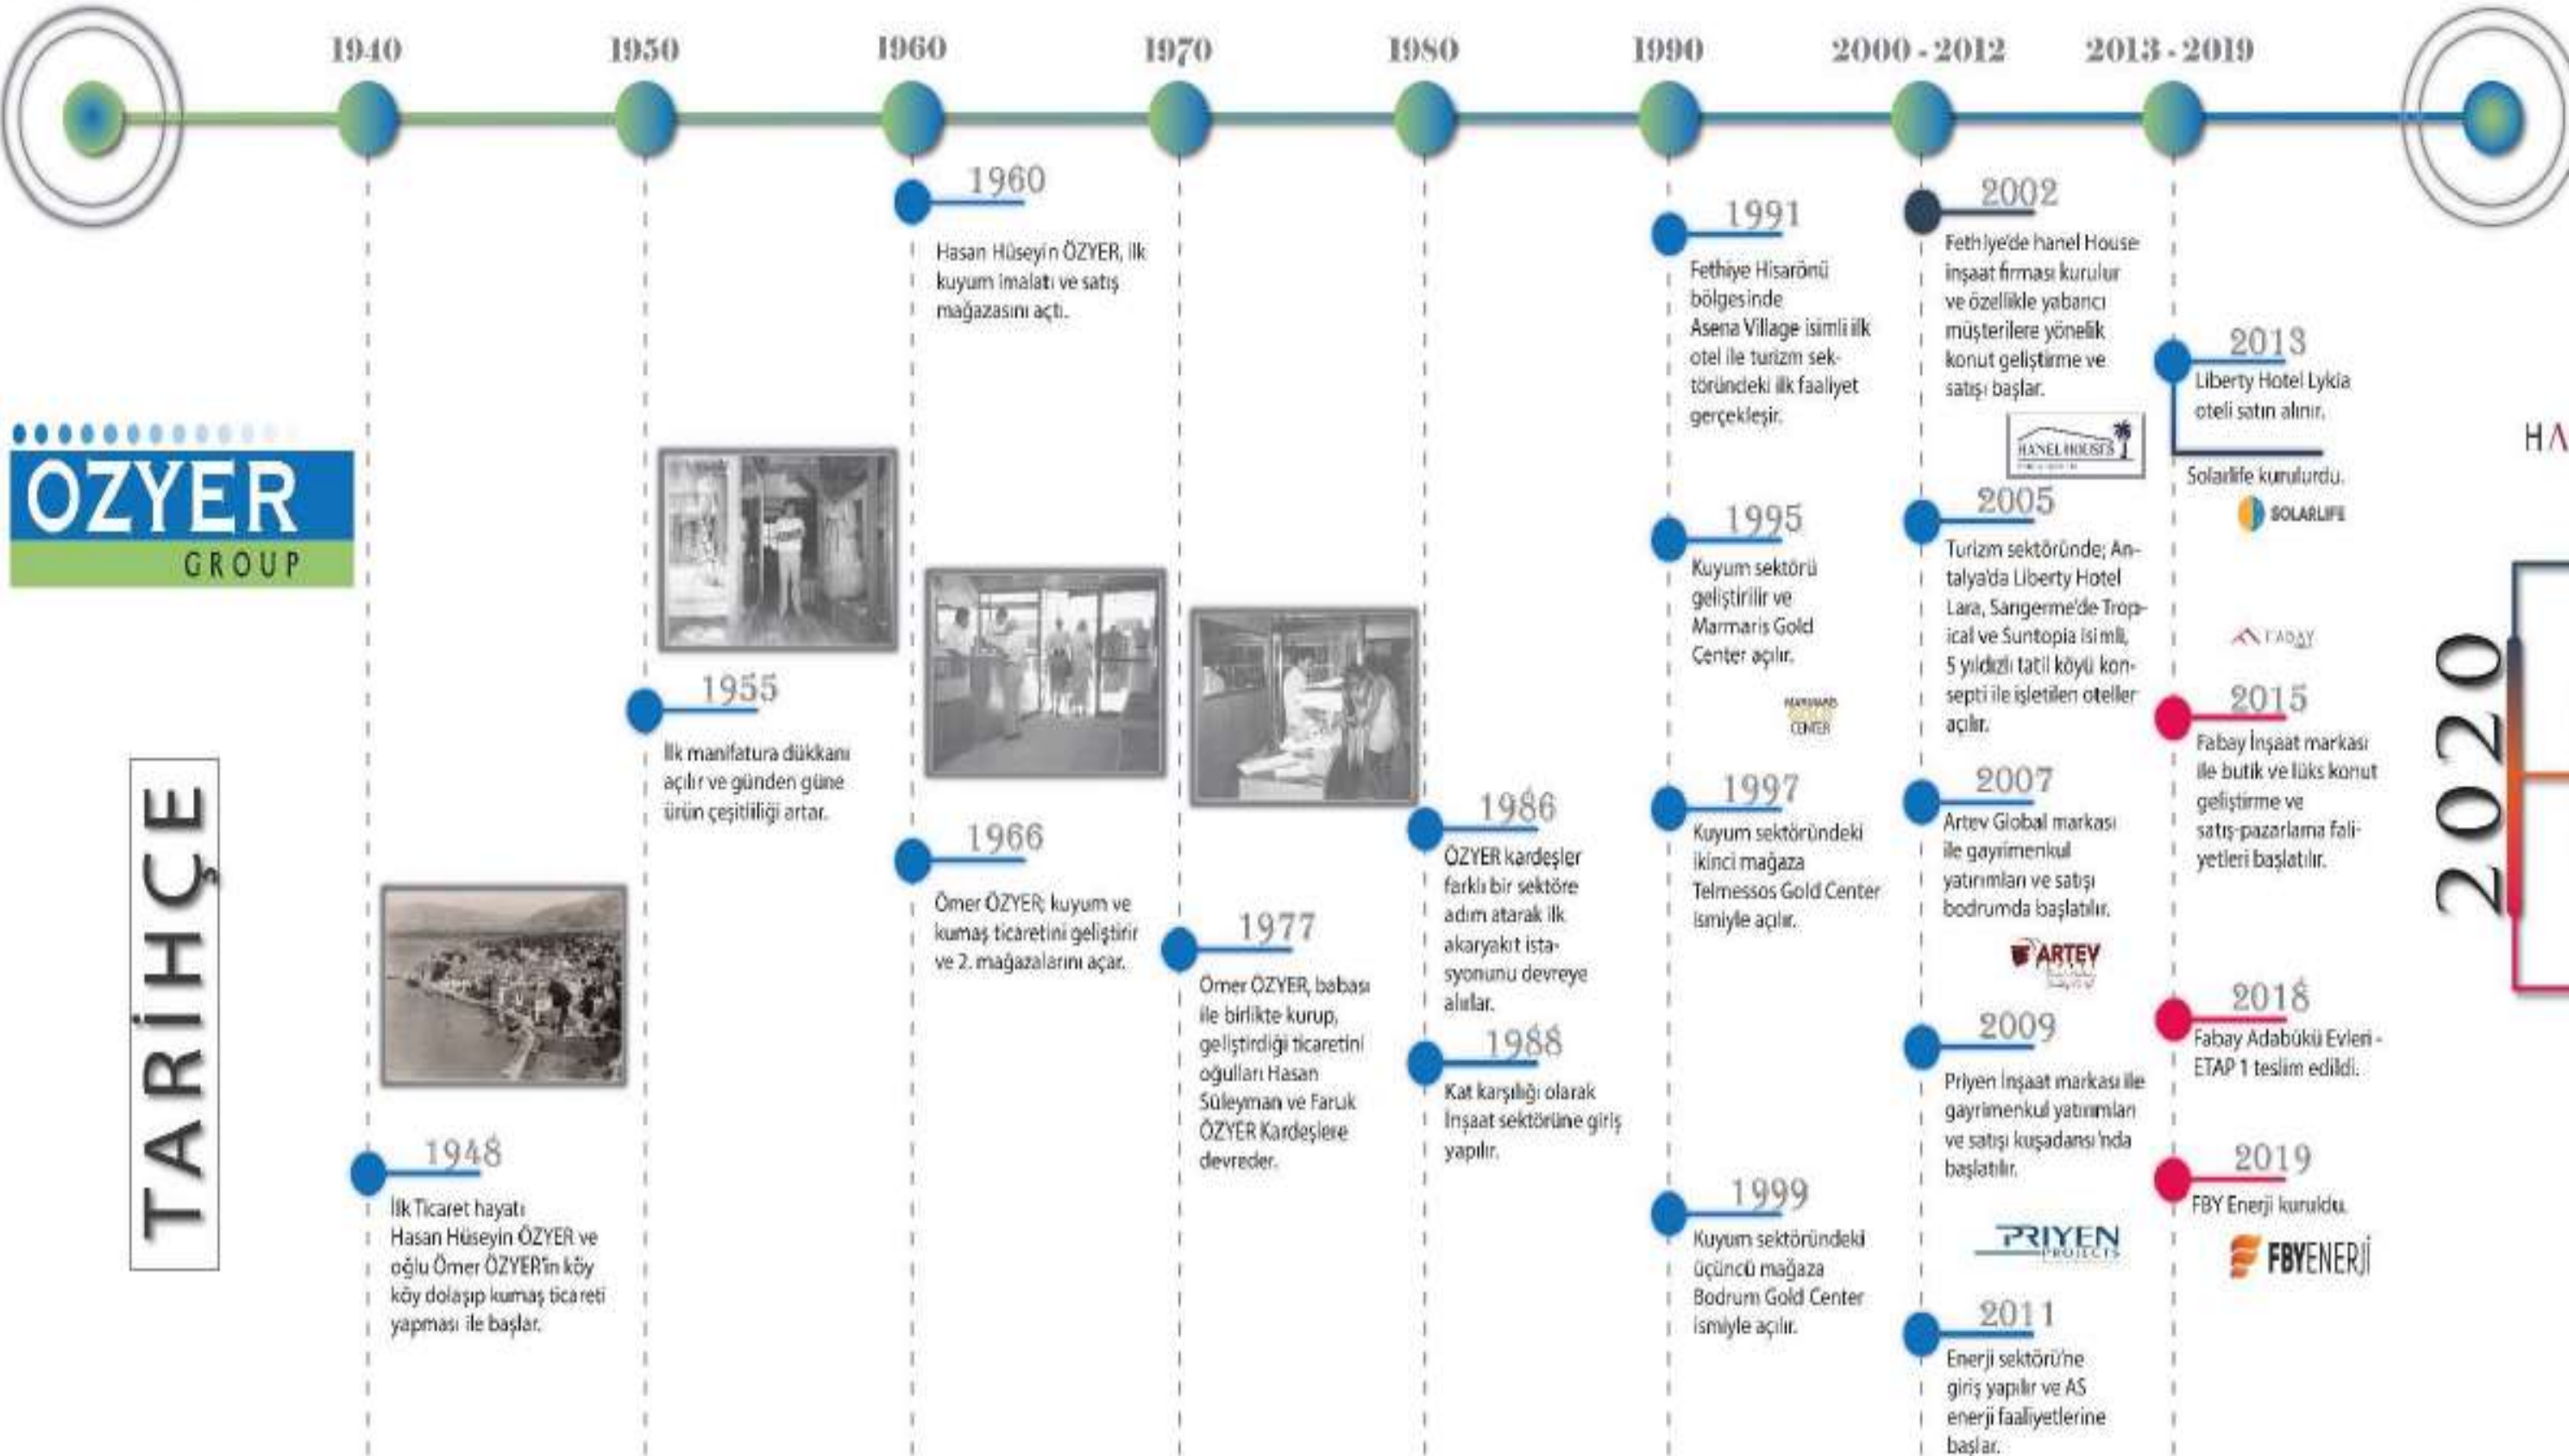 1940
1950
1960
1970
1980
1990
2000 - 2012
2013 - 2019
OZYER
GROUP
TARİHÇE
1948
İlk Ticaret hayatı
Hasan Hüseyin ÖZYER ve
oğlu Ömer ÖZYER'in köy
köy dolaşıp kumaş ticareti
yapması ile başlar.
1955
İlk manifatura dükkanı
açılır ve günden güne
ürün çeşitliliği artar.
1960
Hasan Hüseyin ÖZYER, ilk
kuyum imalatı ve satış
mağazasını açtı.
1966
Ömer ÖZYER; kuyum ve
kumaş ticaretini geliştirir
ve 2. mağazalarını açar.
1977
Ömer ÖZYER, babası
ile birlikte kurup,
geliştirdiği ticaretini
oğulları Hasan
Süleyman ve Faruk
ÖZYER Kardeşlere
devreder.
1986
ÖZYER kardeşler
farklı bir sektöre
adım atarak ilk
akaryakıt ista-
syonunu devreye
alırlar.
1988
Kat karşılığı olarak
İnşaat sektörüne giriş
yapılır.
1991
Fethiye Hisarönü
bölgesinde
Asena Village isimli ilk
otel ile turizm sek-
töründeki ilk faaliyet
gerçekleşir.
1995
Kuyum sektörü
geliştirilir ve
Marmaris Gold
Center açılır.
MARMARIS
GOLD
CENTER
1997
Kuyum sektöründeki
ikinci mağaza
Telmessos Gold Center
ismiyle açılır.
1999
Kuyum sektöründeki
üçüncü mağaza
Bodrum Gold Center
ismiyle açılır.
2002
Fethiye'de hanel House
inşaat firması kurulur
ve özellikle yabancı
müşterilere yönelik
konut geliştirme ve
satışı başlar.
HANEL HOUSES
2005
Turizm sektöründe; An-
talya'da Liberty Hotel
Lara, Sarıgerme'de Trop-
ical ve Suntopia isimli,
5 yıldızlı tatil köyü kon-
septi ile işletilen oteller
açılır.
2007
Artev Global markası
ile gayrimenkul
yatırımları ve satışı
bodrumda başlatılır.
ARTEV
2009
Priyen İnşaat markası ile
gayrimenkul yatırımları
ve satışı kuşadansı'nda
başlatılır.
PRIYEN
PROJECTS
2011
Enerji sektörü'ne
giriş yapılır ve AS
enerji faaliyetlerine
başlar.
2013
Liberty Hotel Lykia
oteli satın alınır.
Solarlife kurulurdu.
SOLARLIFE
FABAY
2015
Fabay İnşaat markası
ile butik ve lüks konut
geliştirme ve
satış-pazarlama fali-
yetleri başlatılır.
2018
Fabay Adabükü Evleri -
ETAP 1 teslim edildi.
2019
FBY Enerji kuruldu.
FBYENERJİ
2020
HA